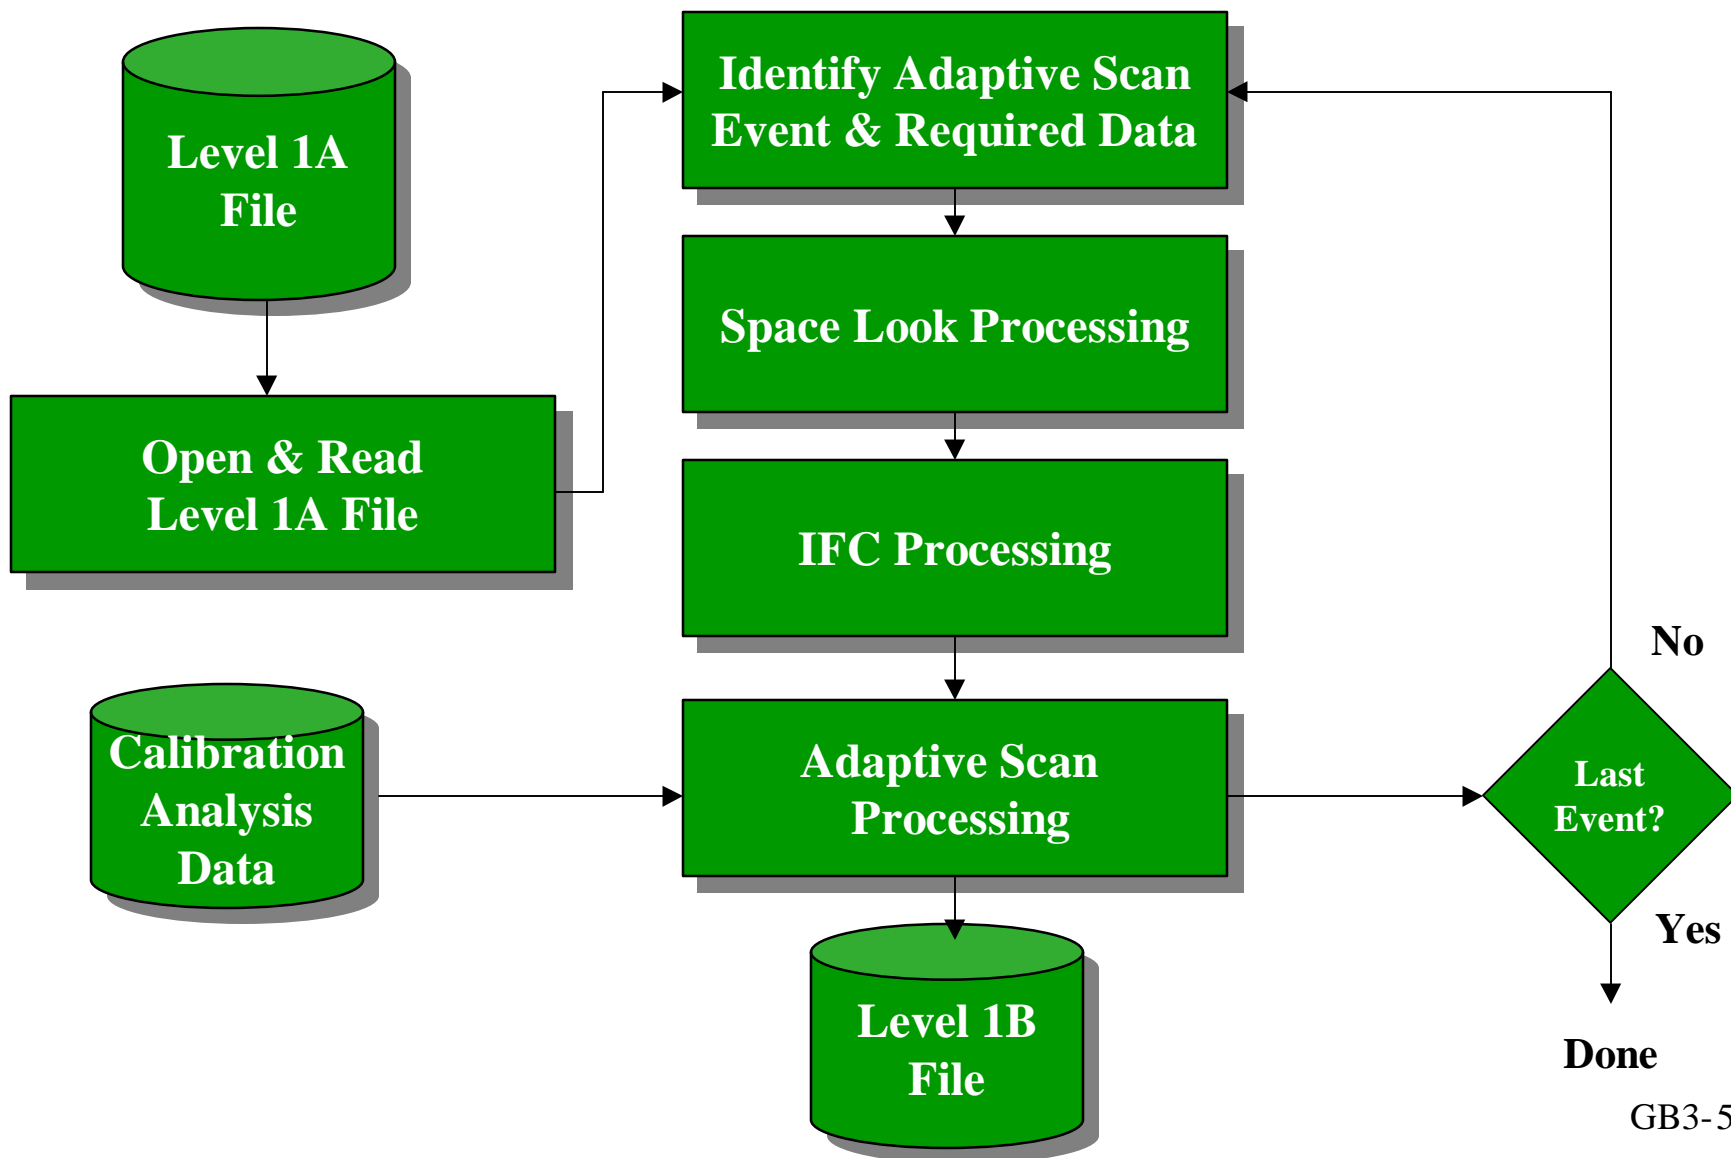 Level 1A
File
Open & Read
Level 1A File
Identify Adaptive Scan
Event & Required Data
Space Look Processing
IFC Processing
Calibration
Analysis
Data
Adaptive Scan
Processing
Level 1B
File
No
Last
Event?
Yes
Done
GB3-5